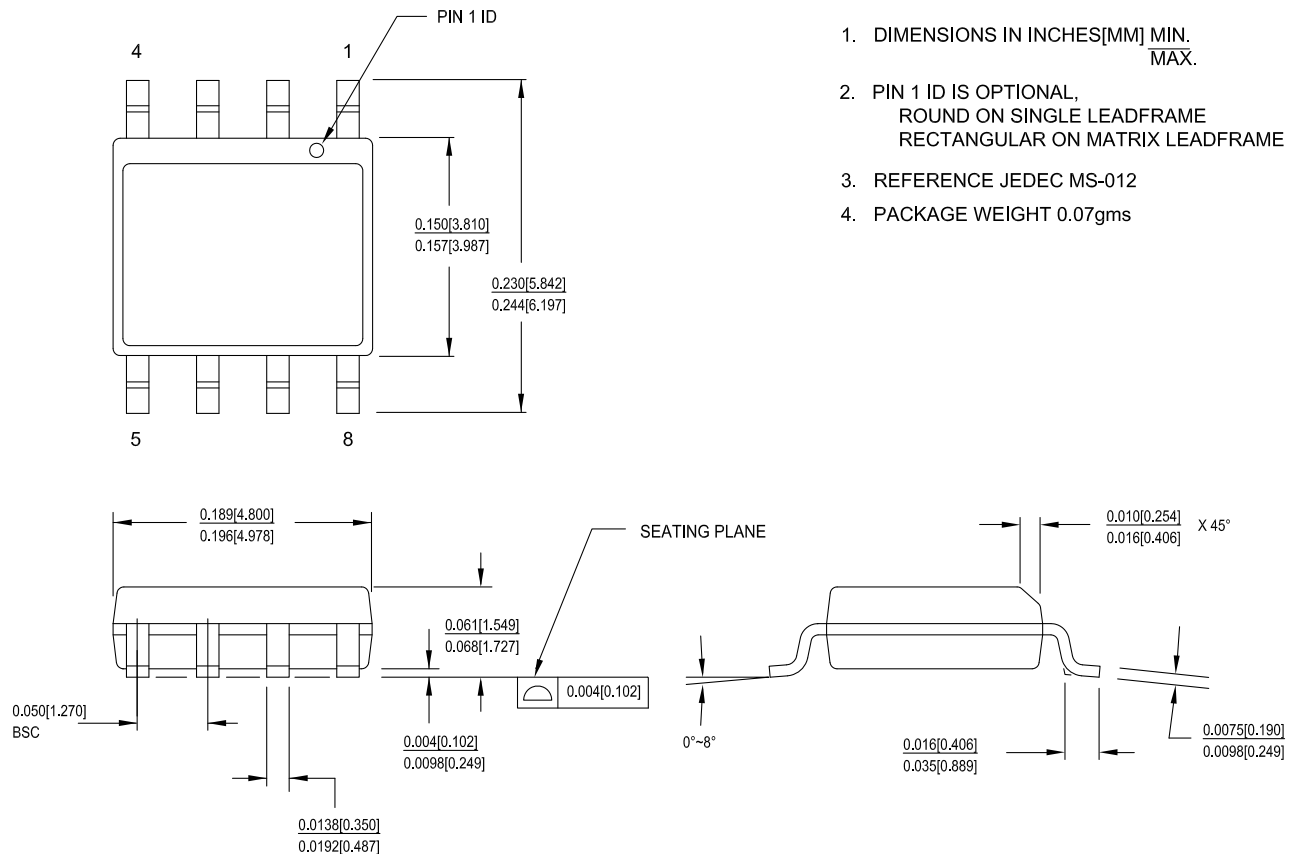 PIN 1 ID
4 1
5 8
0.150[3.810]
0.157[3.987]
0.230[5.842]
0.244[6.197]
1. DIMENSIONS IN INCHES[MM] MIN.
MAX.
2. PIN 1 ID IS OPTIONAL,
ROUND ON SINGLE LEADFRAME
RECTANGULAR ON MATRIX LEADFRAME
3. REFERENCE JEDEC MS-012
4. PACKAGE WEIGHT 0.07gms
0.189[4.800]
0.196[4.978]
SEATING PLANE
0.010[0.254]
0.016[0.406]
X 45°
0.061[1.549]
0.068[1.727]
0.004[0.102]
0.050[1.270]
BSC
0.004[0.102]
0.0098[0.249]
0.0138[0.350]
0.0192[0.487]
0°~8°
0.016[0.406]
0.035[0.889]
0.0075[0.190]
0.0098[0.249]